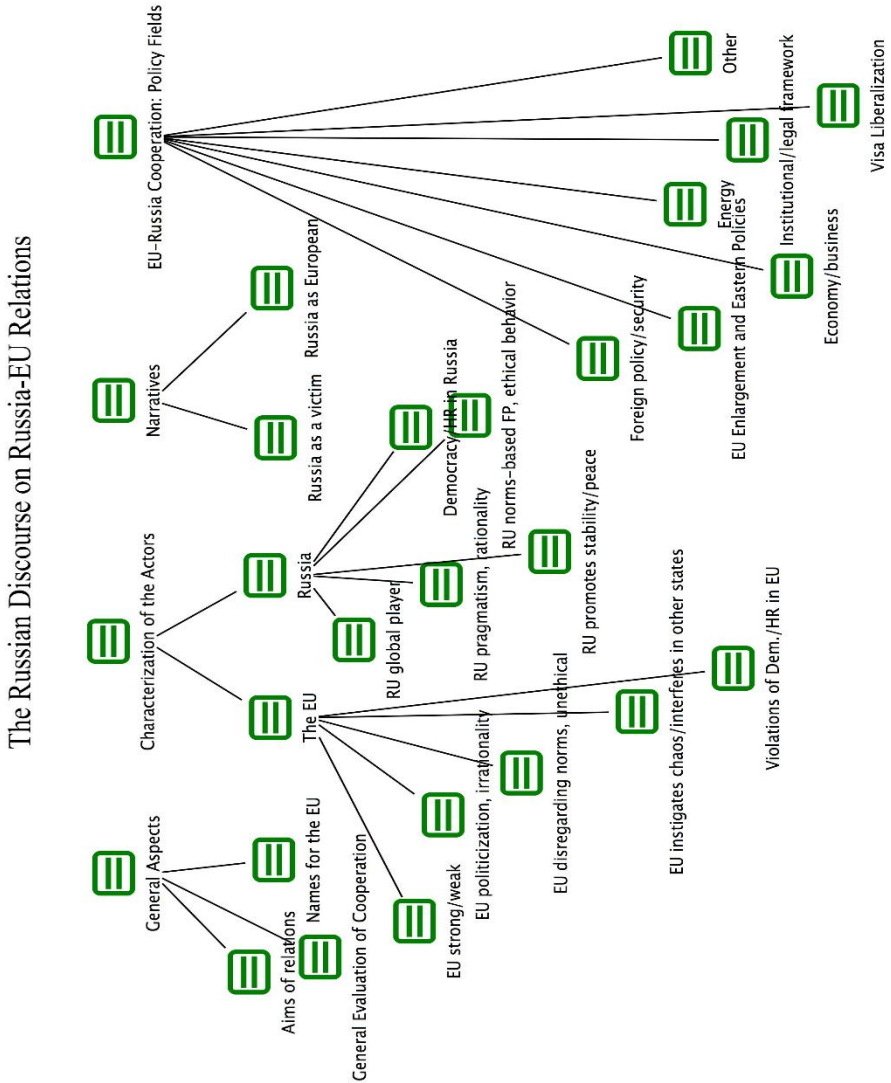 The Russian Discourse on Russia-EU Relations
General Aspects
Characterization of the Actors
Narratives
EU-Russia Cooperation: Policy Fields
Aims of relations
Names for the EU
General Evaluation of Cooperation
The EU
Russia
Russia as a victim
Russia as European
EU strong/weak
EU politicization, irrationality
EU disregarding norms, unethical
EU instigates chaos/interferes in other states
Violations of Dem./HR in EU
RU global player
RU pragmatism, rationality
RU promotes stability/peace
Democracy/HR in Russia
RU norms-based FP, ethical behavior
Foreign policy/security
EU Enlargement and Eastern Policies
Economy/business
Energy
Institutional/legal framework
Visa Liberalization
Other